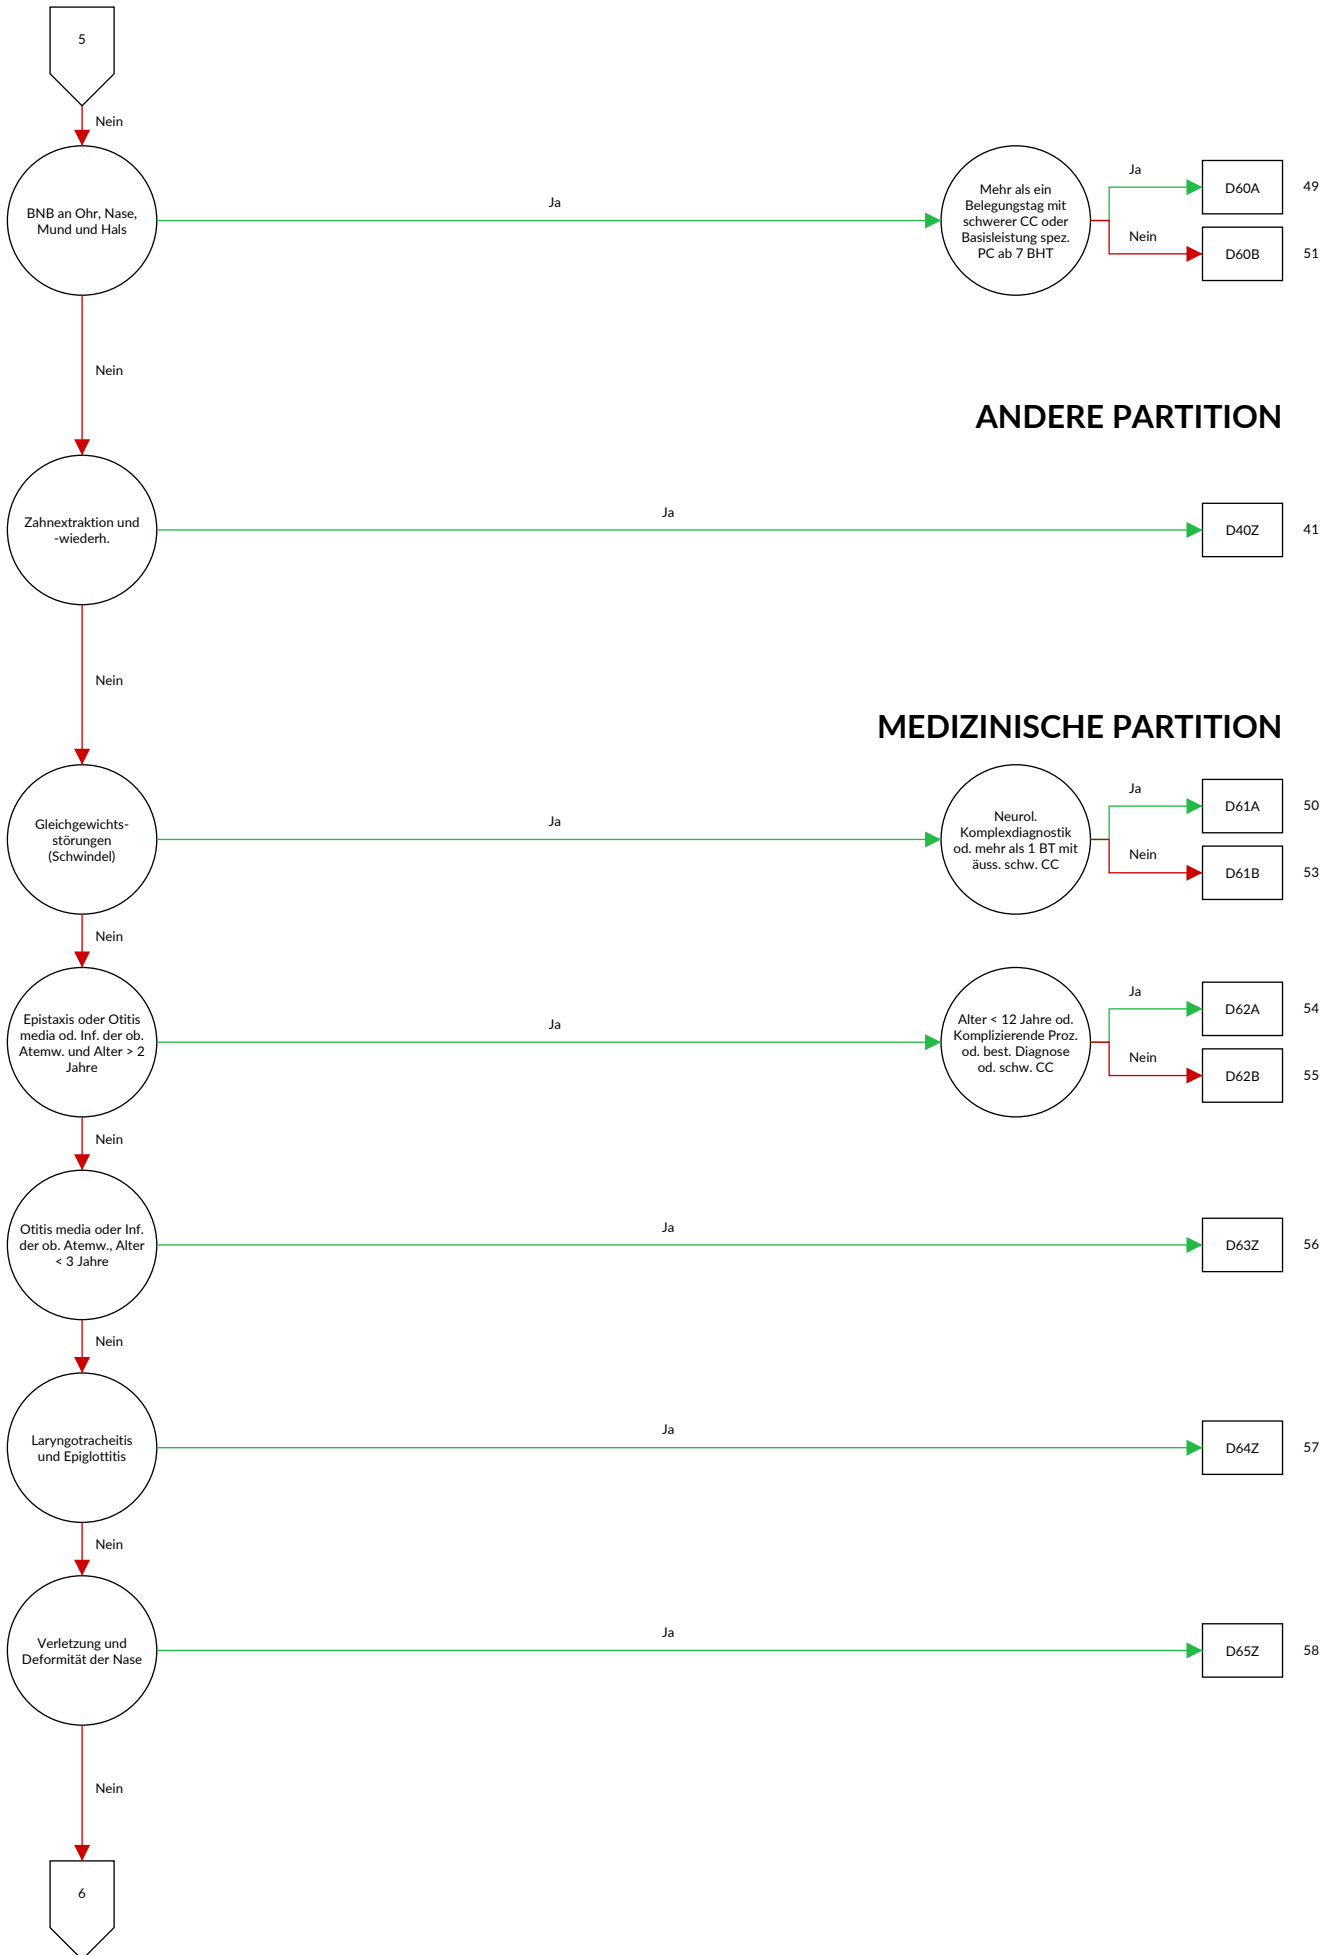 5
Nein
BNB an Ohr, Nase,
Mund und Hals
Ja
Mehr als ein
Belegungstag mit
schwerer CC oder
Basisleistung spez.
PC ab 7 BHT
Ja
D60A
49
Nein
D60B
51
Nein
ANDERE PARTITION
Zahnextraktion und
-wiederh.
Ja
D40Z
41
Nein
MEDIZINISCHE PARTITION
Gleichgewichts-
störungen
(Schwindel)
Ja
Neurol.
Komplexdiagnostik
od. mehr als 1 BT mit
äuss. schw. CC
Ja
D61A
50
Nein
D61B
53
Nein
Epistaxis oder Otitis
media od. Inf. der ob.
Atemw. und Alter > 2
Jahre
Ja
Alter < 12 Jahre od.
Komplizierende Proz.
od. best. Diagnose
od. schw. CC
Ja
D62A
54
Nein
D62B
55
Nein
Otitis media oder Inf.
der ob. Atemw., Alter
< 3 Jahre
Ja
D63Z
56
Nein
Laryngotracheitis
und Epiglottitis
Ja
D64Z
57
Nein
Verletzung und
Deformität der Nase
Ja
D65Z
58
Nein
6